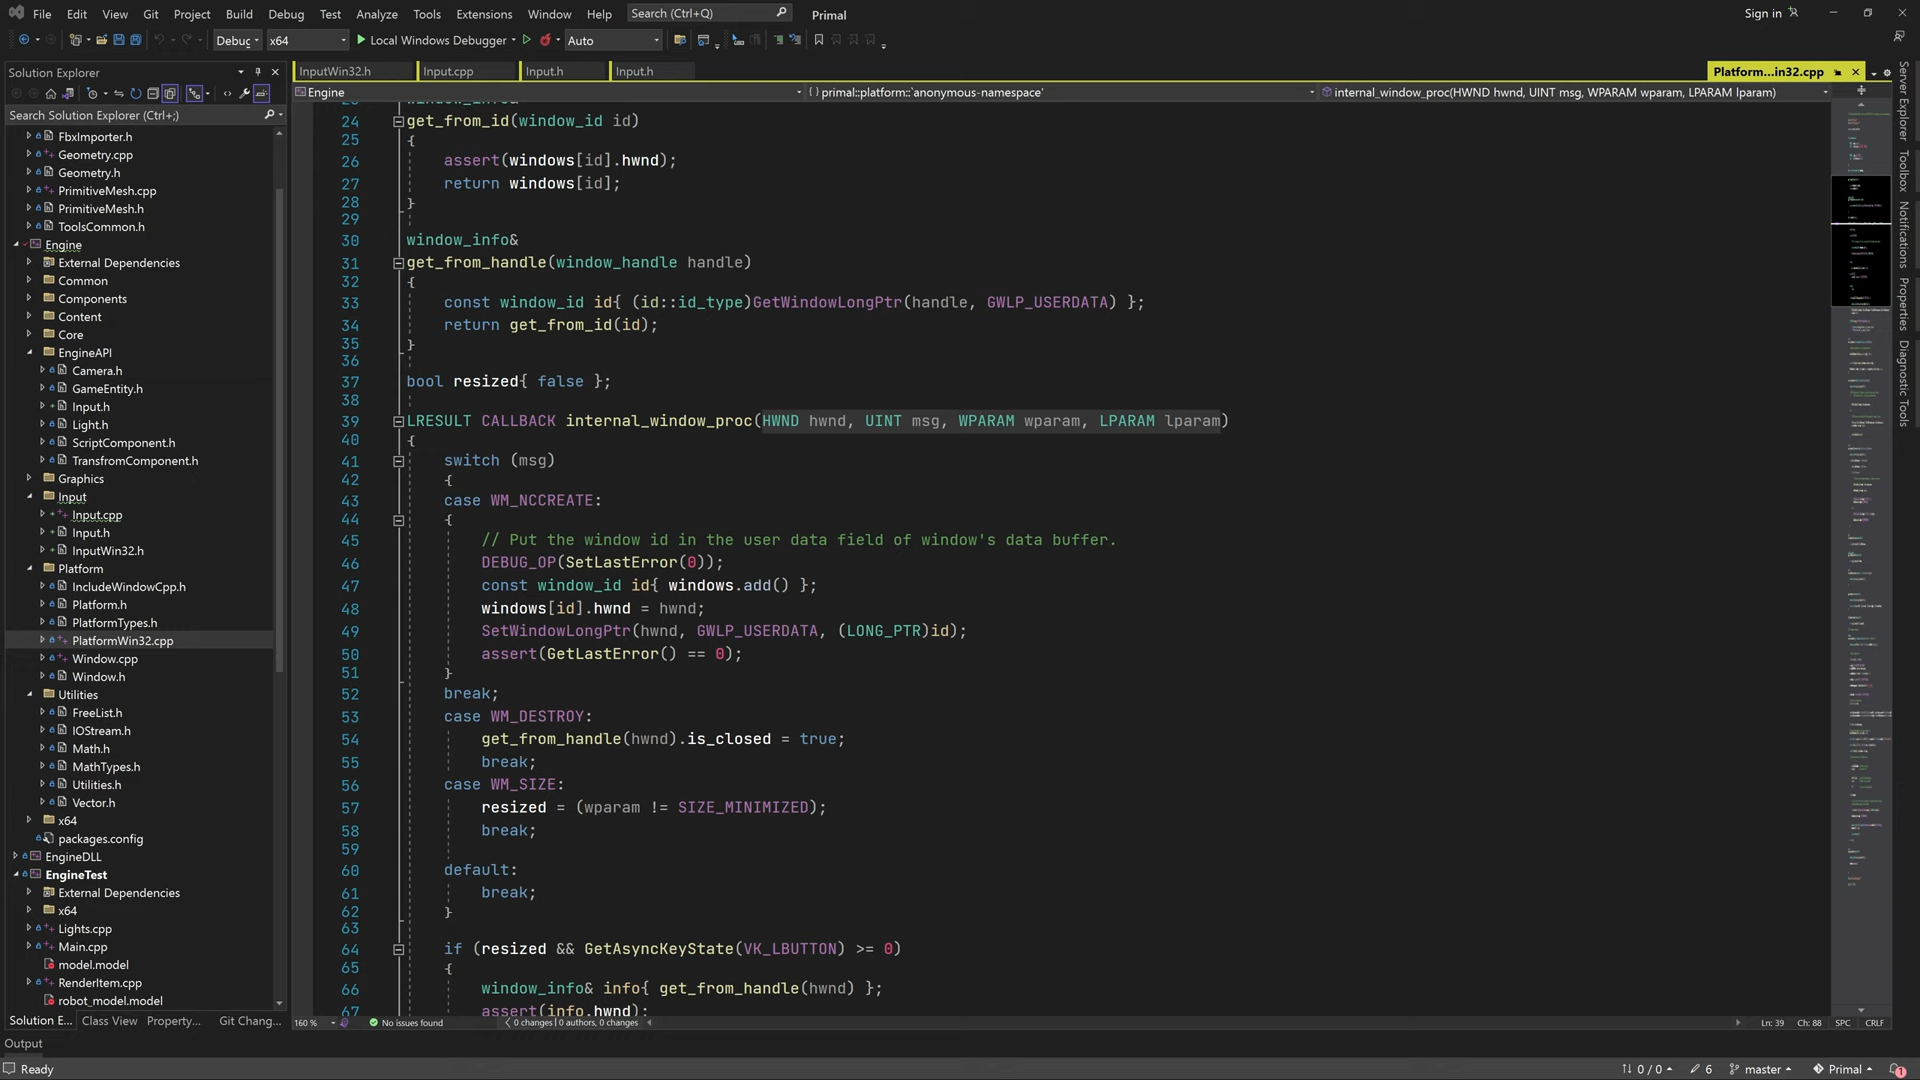 File Edit View Git Project Build Debug Test Analyze Tools Extensions Window Help Search (Ctrl+Q) Primal Sign in
Debug x64 Local Windows Debugger Auto
Solution Explorer
Search Solution Explorer (Ctrl+;)
FbxImporter.h
Geometry.cpp
Geometry.h
PrimitiveMesh.cpp
PrimitiveMesh.h
ToolsCommon.h
Engine
External Dependencies
Common
Components
Content
Core
EngineAPI
Camera.h
GameEntity.h
Input.h
Light.h
ScriptComponent.h
TransfromComponent.h
Graphics
Input
Input.cpp
Input.h
InputWin32.h
Platform
IncludeWindowCpp.h
Platform.h
PlatformTypes.h
PlatformWin32.cpp
Window.cpp
Window.h
Utilities
FreeList.h
IOStream.h
Math.h
MathTypes.h
Utilities.h
Vector.h
x64
packages.config
EngineDLL
EngineTest
External Dependencies
x64
Lights.cpp
Main.cpp
model.model
RenderItem.cpp
robot_model.model
Solution E... Class View Property... Git Chang...
InputWin32.h Input.cpp Input.h Input.h Platform...in32.cpp
Engine { } primal::platform::`anonymous-namespace' internal_window_proc(HWND hwnd, UINT msg, WPARAM wparam, LPARAM lparam)
24 get_from_id(window_id id)
25 {
26 assert(windows[id].hwnd);
27 return windows[id];
28 }
29
30 window_info&
31 get_from_handle(window_handle handle)
32 {
33 const window_id id{ (id::id_type)GetWindowLongPtr(handle, GWLP_USERDATA) };
34 return get_from_id(id);
35 }
36
37 bool resized{ false };
38
39 LRESULT CALLBACK internal_window_proc(HWND hwnd, UINT msg, WPARAM wparam, LPARAM lparam)
40 {
41 switch (msg)
42 {
43 case WM_NCCREATE:
44 {
45 // Put the window id in the user data field of window's data buffer.
46 DEBUG_OP(SetLastError(0));
47 const window_id id{ windows.add() };
48 windows[id].hwnd = hwnd;
49 SetWindowLongPtr(hwnd, GWLP_USERDATA, (LONG_PTR)id);
50 assert(GetLastError() == 0);
51 }
52 break;
53 case WM_DESTROY:
54 get_from_handle(hwnd).is_closed = true;
55 break;
56 case WM_SIZE:
57 resized = (wparam != SIZE_MINIMIZED);
58 break;
59
60 default:
61 break;
62 }
63
64 if (resized && GetAsyncKeyState(VK_LBUTTON) >= 0)
65 {
66 window_info& info{ get_from_handle(hwnd) };
67 assert(info.hwnd);
160 % No issues found 0 changes | 0 authors, 0 changes Ln: 39 Ch: 88 SPC CRLF
Server Explorer
Toolbox
Notifications
Properties
Diagnostic Tools
Output
Ready 0 / 0 6 master Primal 1